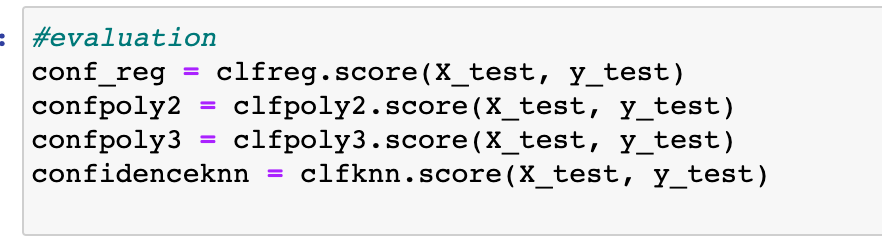 :
#evaluation
conf_reg = clfreg.score(X_test, y_test)
confpoly2 = clfpoly2.score(X_test, y_test)
confpoly3 = clfpoly3.score(X_test, y_test)
confidenceknn = clfknn.score(X_test, y_test)